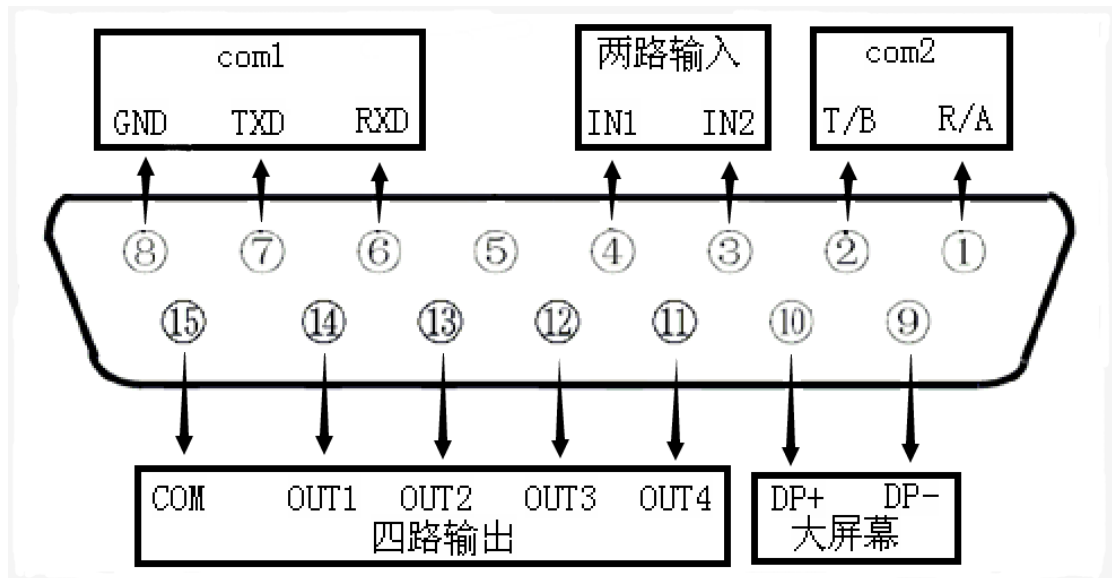 com1 两路输入 com2
GND TXD RXD IN1 IN2 T/B R/A
⑧ ⑦ ⑥ ⑤ ④ ③ ② ①
⑮ ⑭ ⑬ ⑫ ⑪ ⑩ ⑨
COM OUT1 OUT2 OUT3 OUT4 DP+ DP-
四路输出 大屏幕